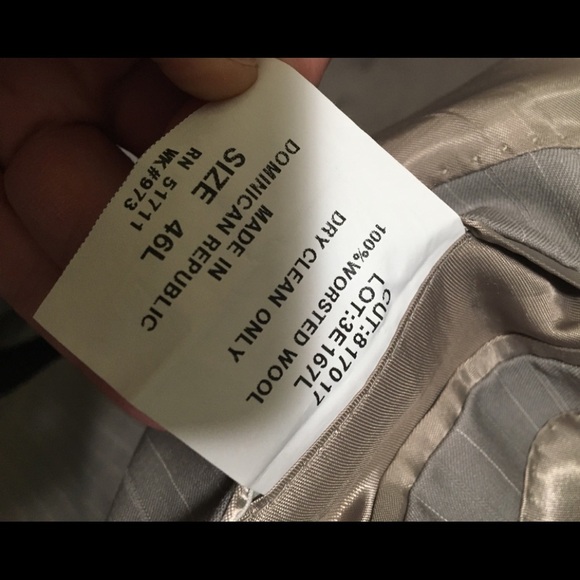 CUT:817017
LOT:3E167L
100%WORSTED WOOL
DRY CLEAN ONLY
MADE IN
DOMINICAN REPUBLIC
SIZE 46L
RN 51711
WK#973